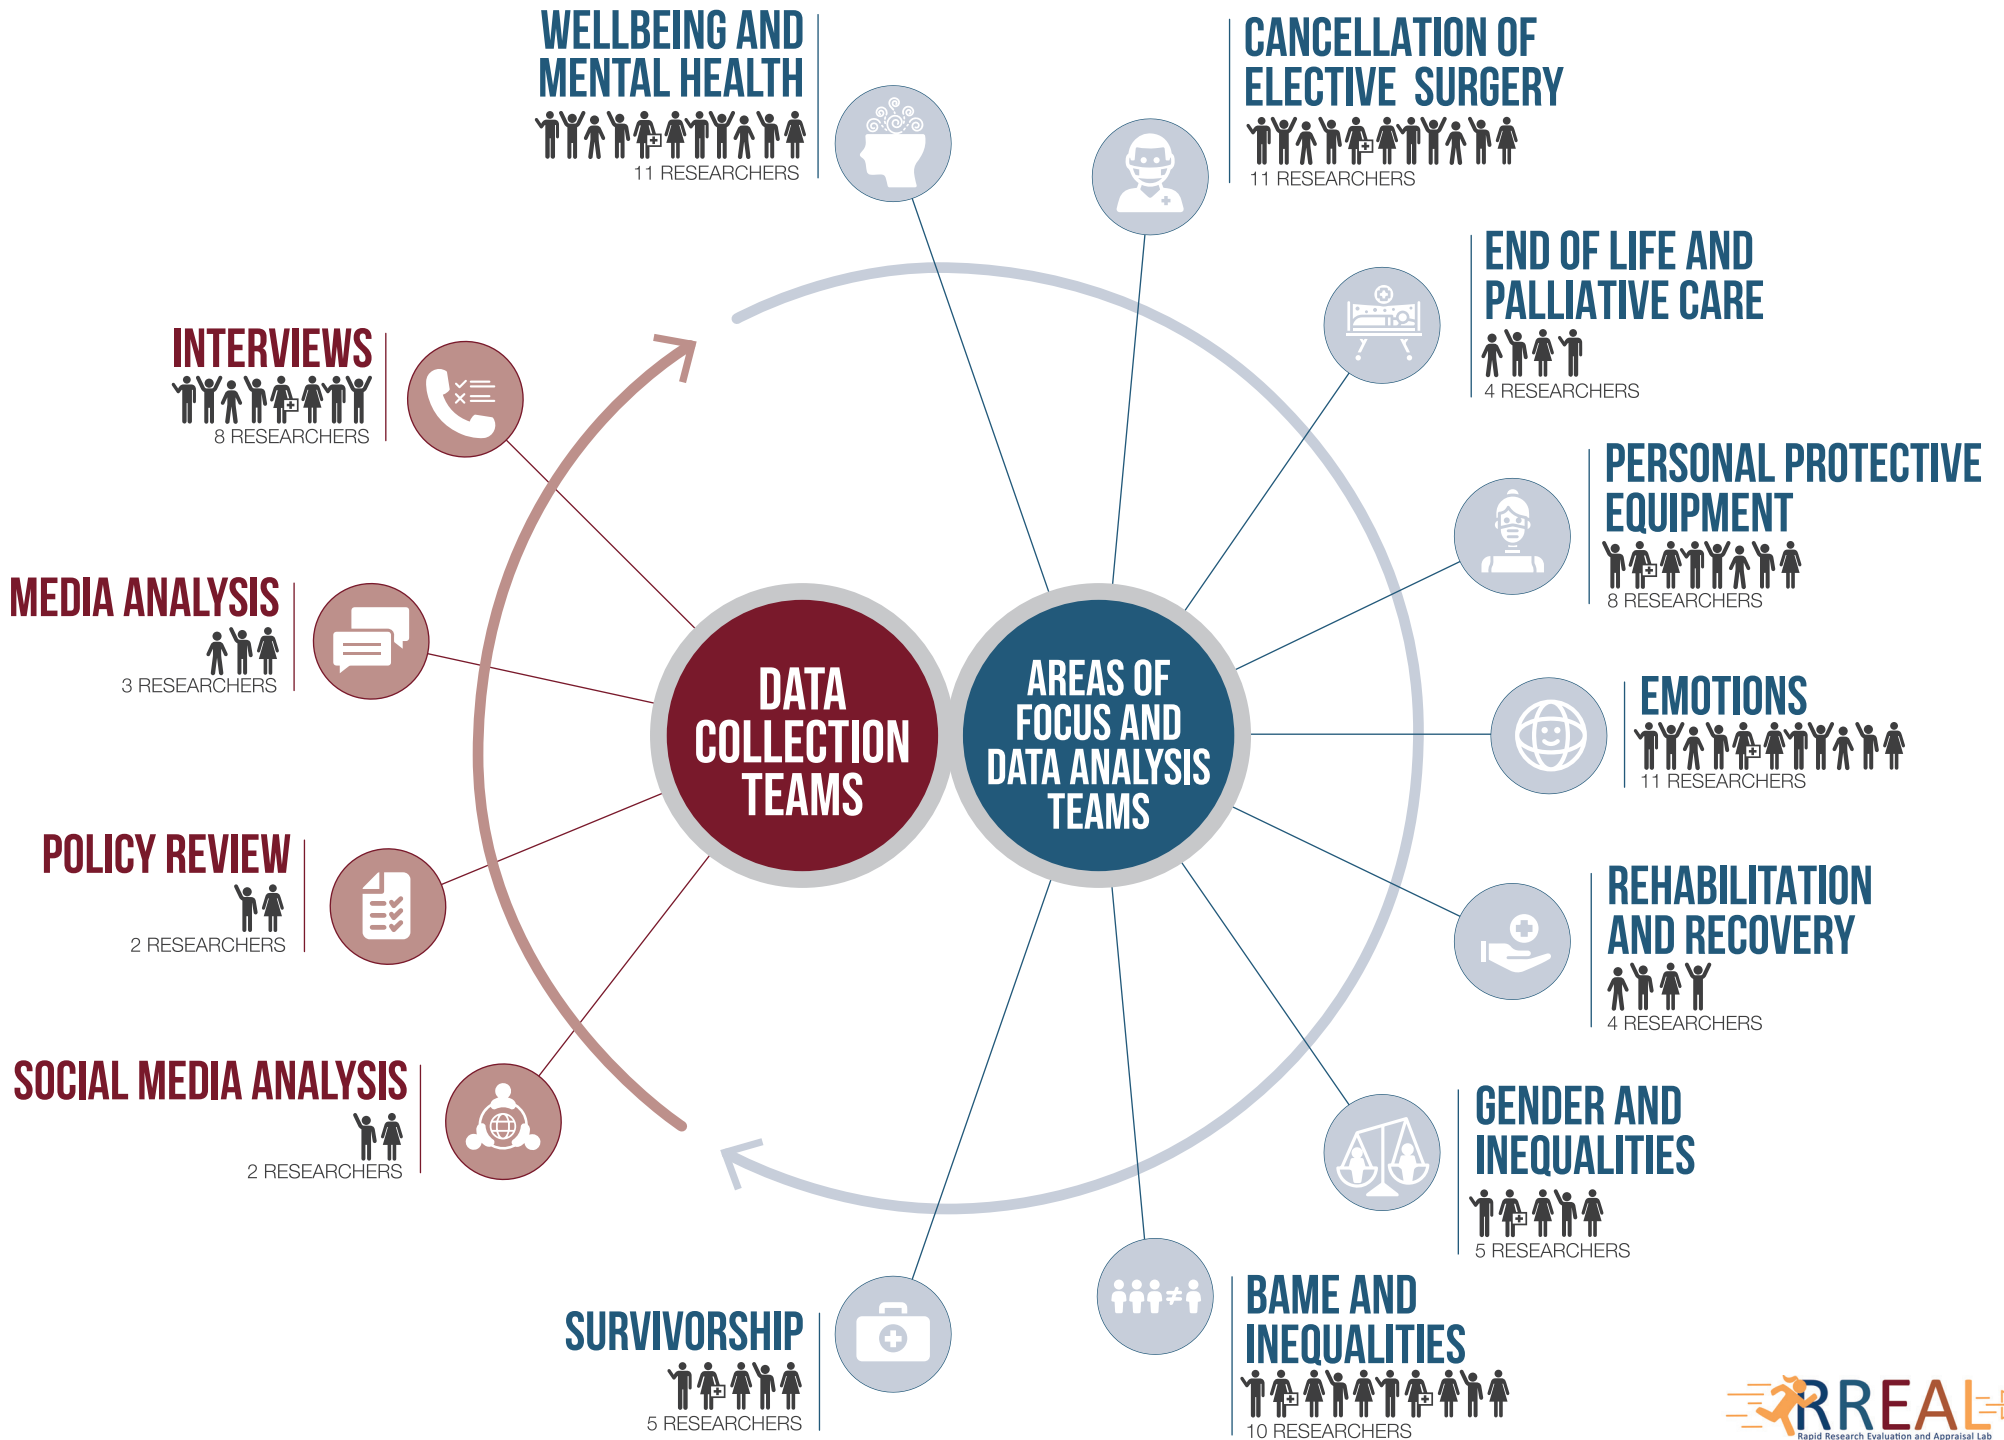 WELLBEING AND
MENTAL HEALTH
11 RESEARCHERS
CANCELLATION OF
ELECTIVE SURGERY
11 RESEARCHERS
END OF LIFE AND
PALLIATIVE CARE
4 RESEARCHERS
PERSONAL PROTECTIVE
EQUIPMENT
8 RESEARCHERS
EMOTIONS
11 RESEARCHERS
REHABILITATION
AND RECOVERY
4 RESEARCHERS
GENDER AND
INEQUALITIES
5 RESEARCHERS
BAME AND
INEQUALITIES
10 RESEARCHERS
SURVIVORSHIP
5 RESEARCHERS
INTERVIEWS
8 RESEARCHERS
MEDIA ANALYSIS
3 RESEARCHERS
POLICY REVIEW
2 RESEARCHERS
SOCIAL MEDIA ANALYSIS
2 RESEARCHERS
DATA
COLLECTION
TEAMS
AREAS OF
FOCUS AND
DATA ANALYSIS
TEAMS
RREAL
Rapid Research Evaluation and Appraisal Lab